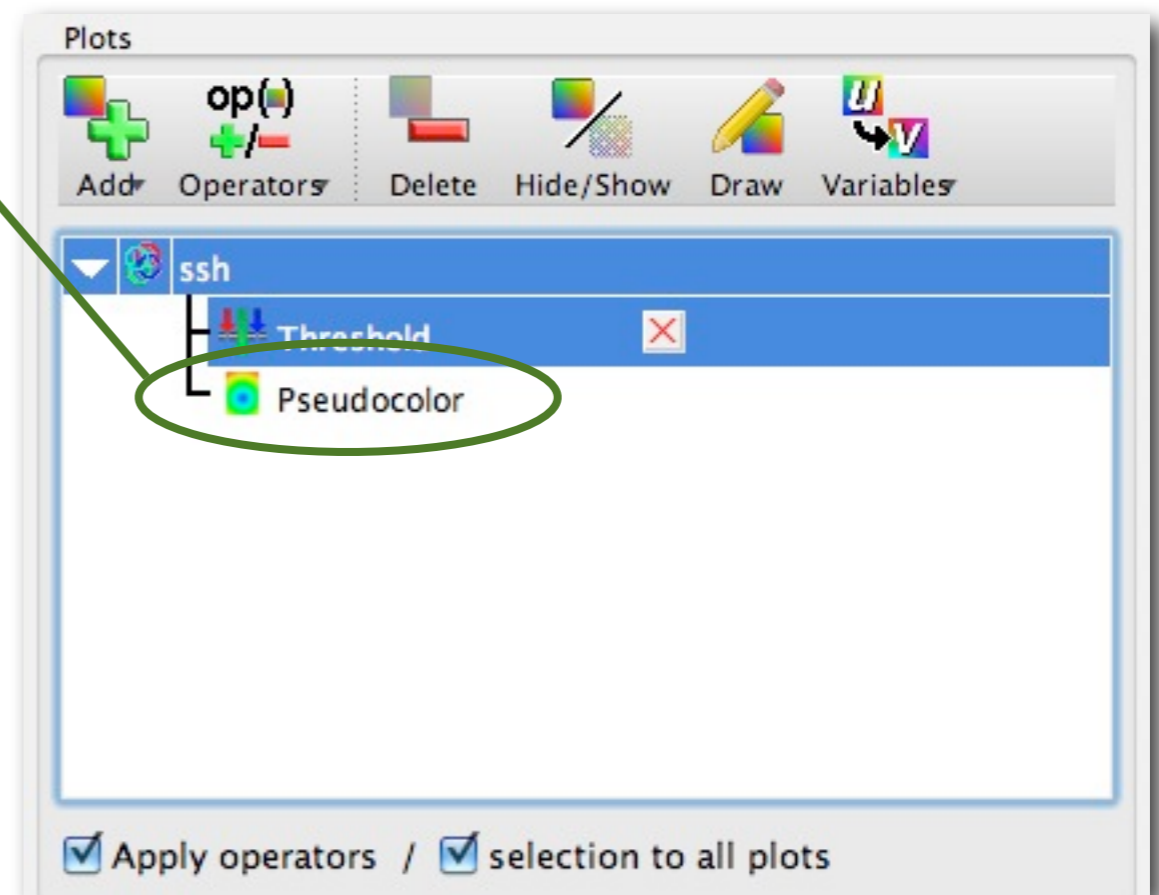 Plots
op( )
+/-
u
v
Add Operators Delete Hide/Show Draw Variables
ssh
Threshold
Pseudocolor
Apply operators / selection to all plots